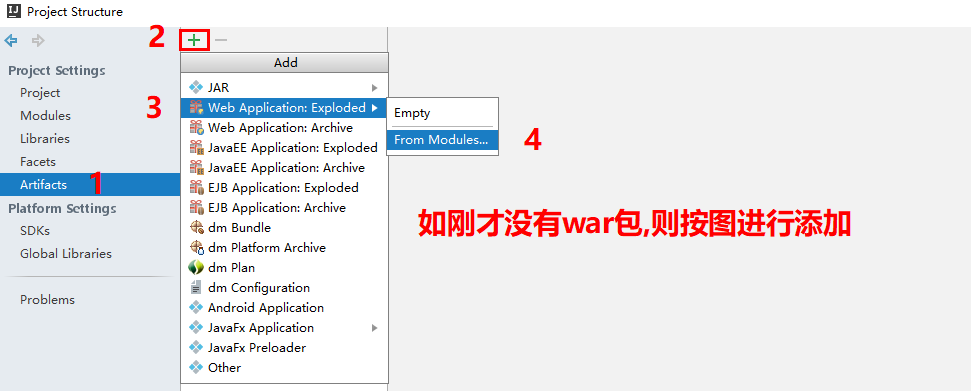 Project Structure
2
Project Settings
Project
Modules
Libraries
Facets
Artifacts
1
Platform Settings
SDKs
Global Libraries
Problems
Add
JAR
3
Web Application: Exploded
Web Application: Archive
JavaEE Application: Exploded
JavaEE Application: Archive
EJB Application: Exploded
EJB Application: Archive
dm Bundle
dm Platform Archive
dm Plan
dm Configuration
Android Application
JavaFx Application
JavaFx Preloader
Other
Empty
From Modules...
4
如刚才没有war包,则按图进行添加